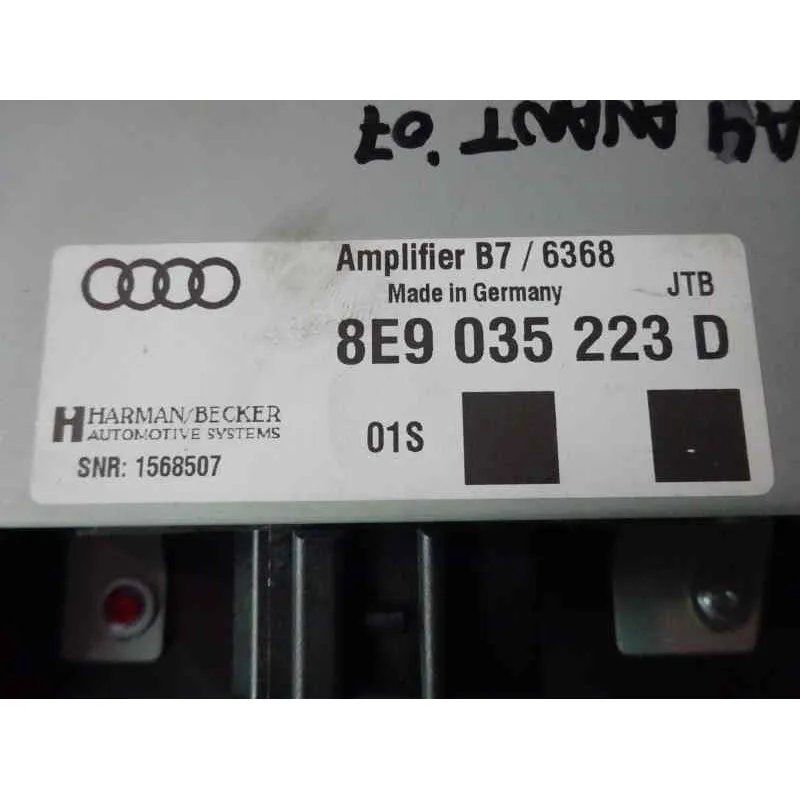 A4 AVANT '07
Amplifier B7 / 6368
Made in Germany
JTB
8E9 035 223 D
HARMAN/BECKER
AUTOMOTIVE SYSTEMS
01S
SNR: 1568507